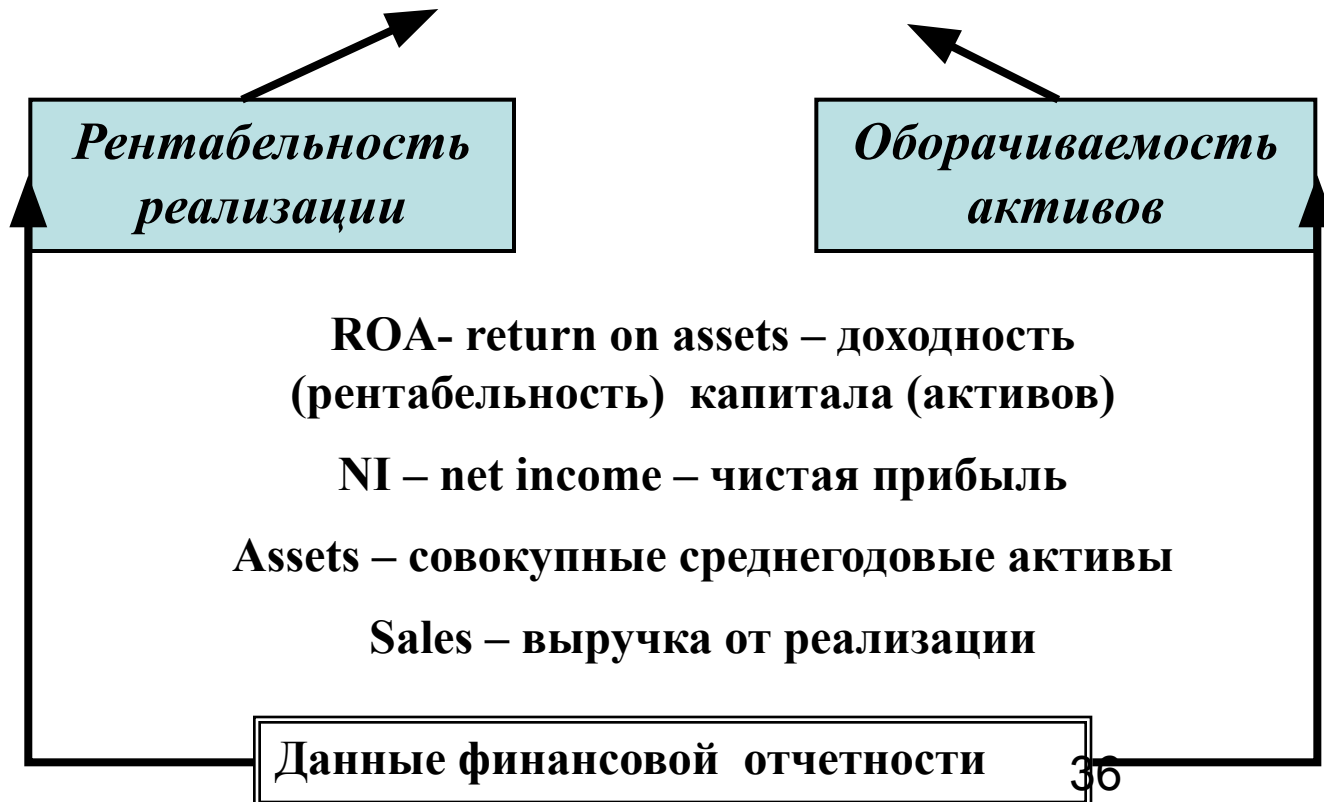 Рентабельность
реализации
Оборачиваемость
активов
ROA- return on assets – доходность
(рентабельность) капитала (активов)
NI – net income – чистая прибыль
Assets – совокупные среднегодовые активы
Sales – выручка от реализации
Данные финансовой отчетности
36